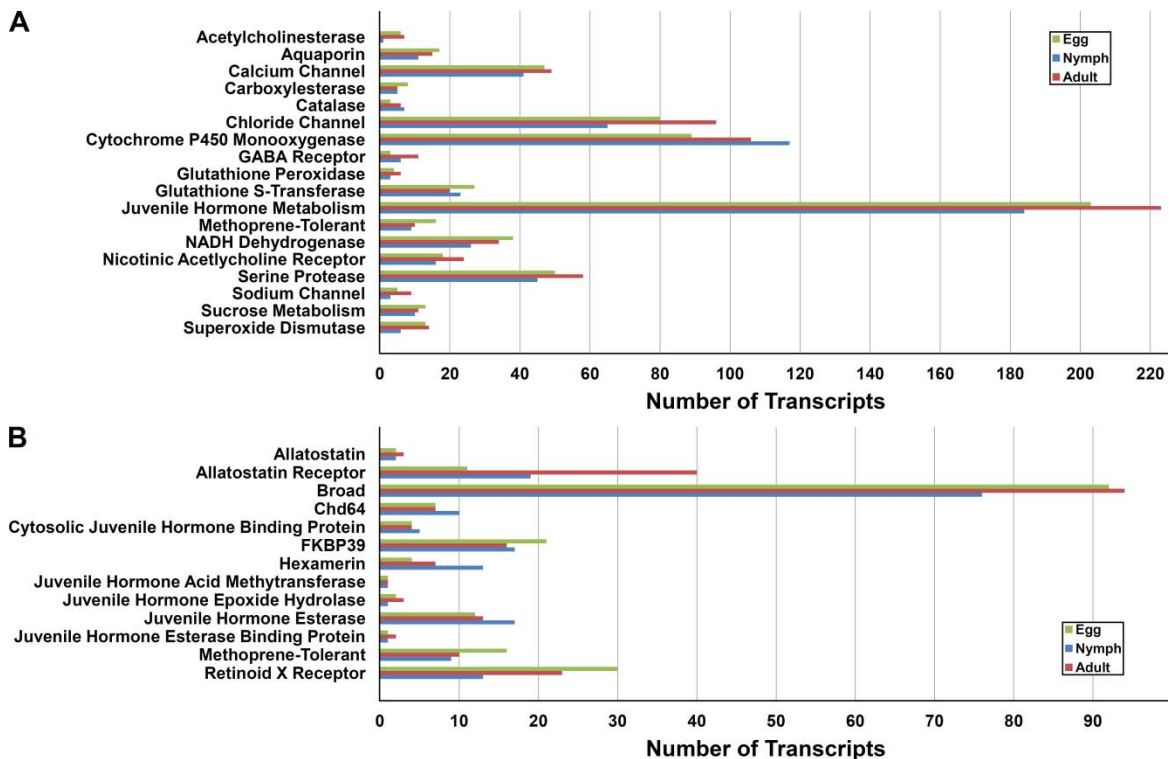 A
Acetylcholinesterase
Aquaporin
Calcium Channel
Carboxylesterase
Catalase
Chloride Channel
Cytochrome P450 Monooxygenase
GABA Receptor
Glutathione Peroxidase
Glutathione S-Transferase
Juvenile Hormone Metabolism
Methoprene-Tolerant
NADH Dehydrogenase
Nicotinic Acetlycholine Receptor
Serine Protease
Sodium Channel
Sucrose Metabolism
Superoxide Dismutase
Egg
Nymph
Adult
0 20 40 60 80 100 120 140 160 180 200 220
Number of Transcripts
B
Allatostatin
Allatostatin Receptor
Broad
Chd64
Cytosolic Juvenile Hormone Binding Protein
FKBP39
Hexamerin
Juvenile Hormone Acid Methytransferase
Juvenile Hormone Epoxide Hydrolase
Juvenile Hormone Esterase
Juvenile Hormone Esterase Binding Protein
Methoprene-Tolerant
Retinoid X Receptor
Egg
Nymph
Adult
0 10 20 30 40 50 60 70 80 90
Number of Transcripts